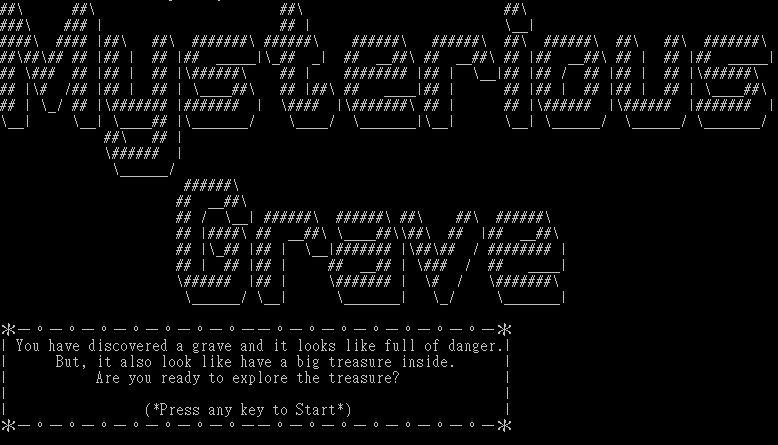 Mysterious
Grave
You have discovered a grave and it looks like full of danger.
But, it also look like have a big treasure inside.
Are you ready to explore the treasure?
(*Press any key to Start*)